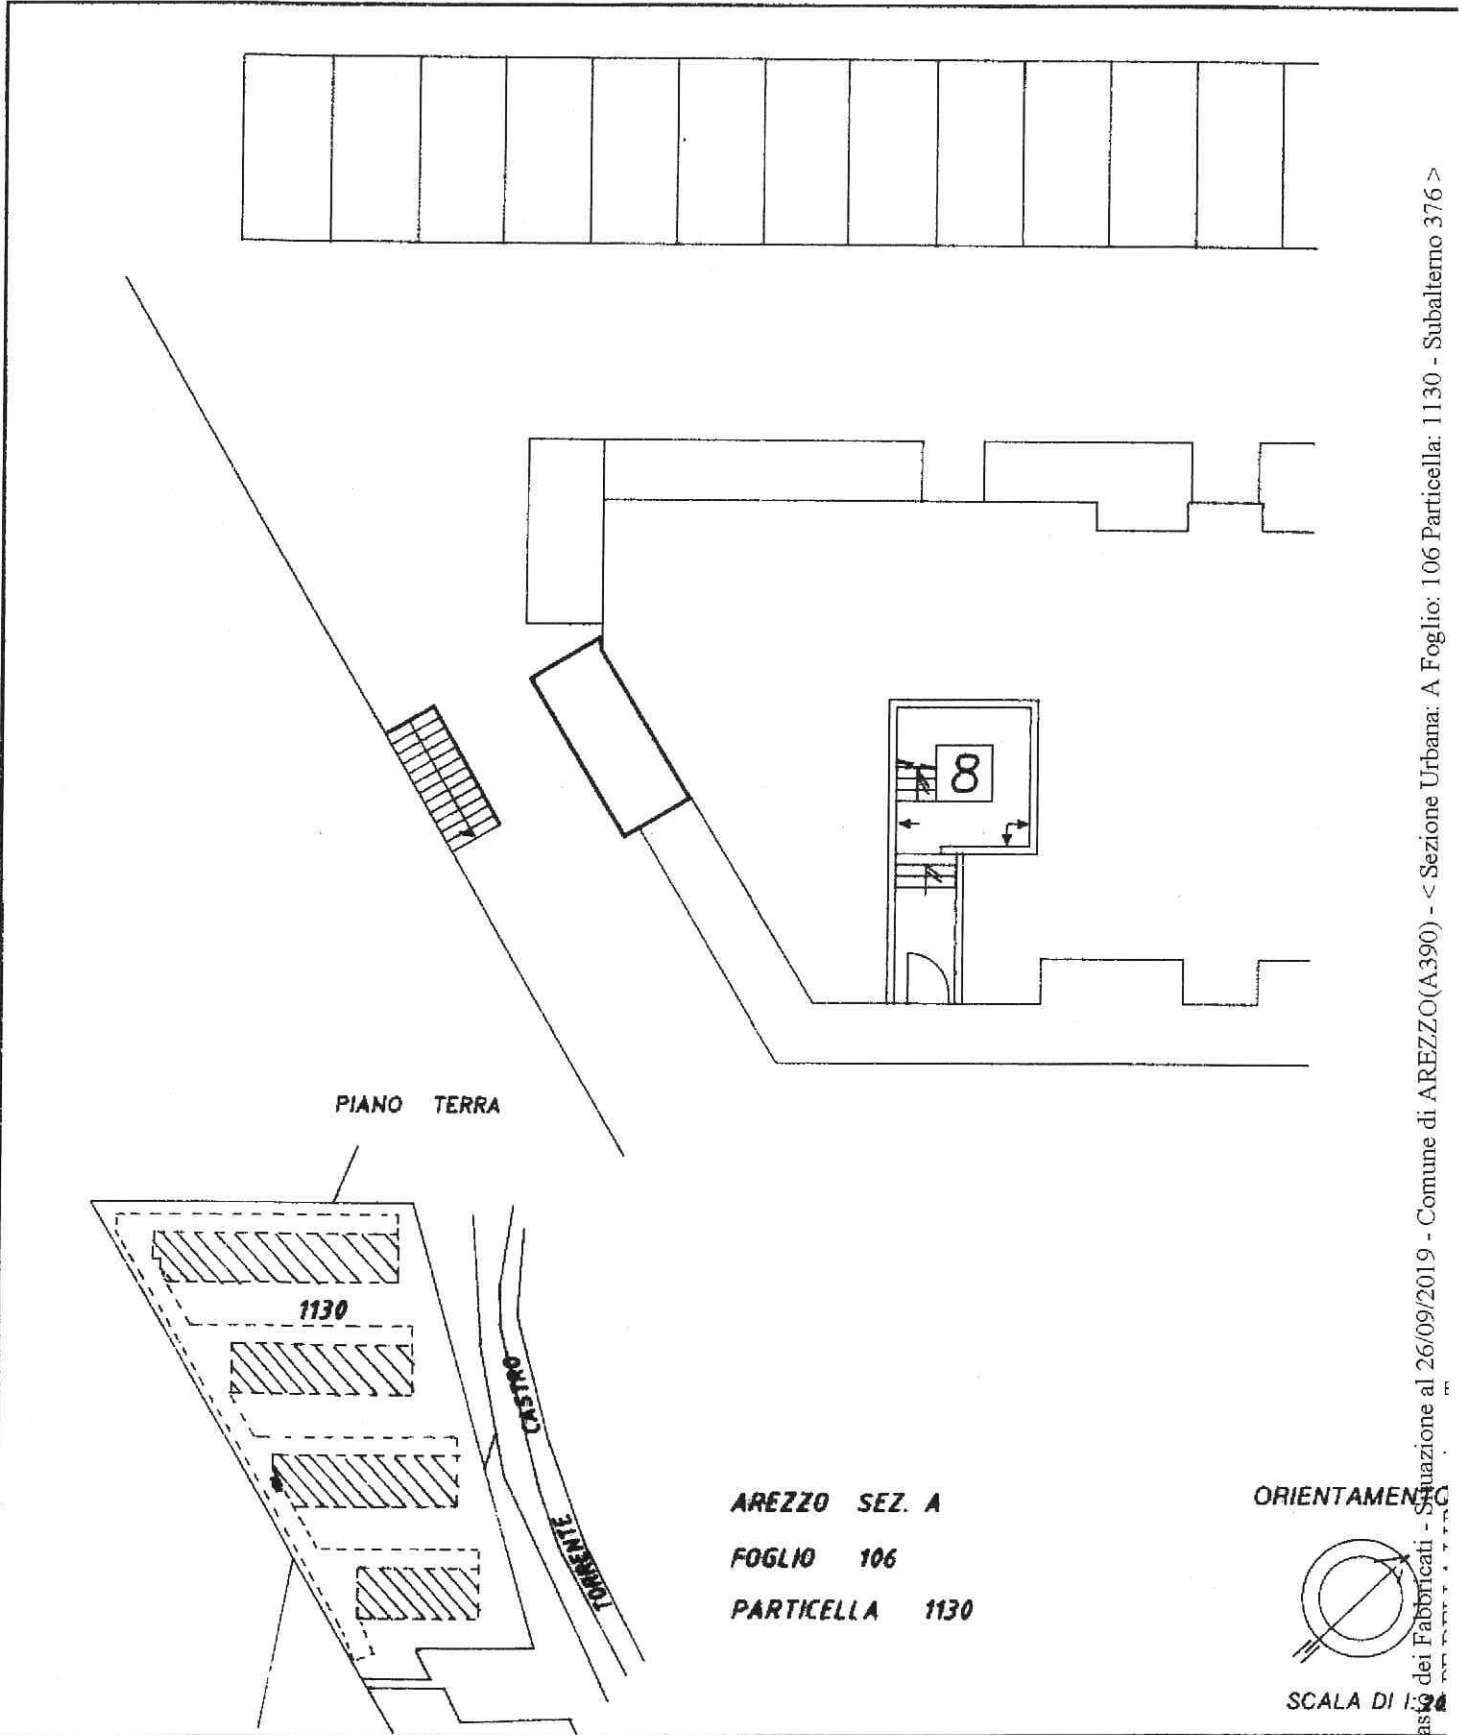 8
PIANO TERRA
1130
CASTRO
TORRENTE
AREZZO SEZ. A
FOGLIO 106
PARTICELLA 1130
ORIENTAMENTO
SCALA DI 1:
dei Fabbricati - Situazione al 26/09/2019 - Comune di AREZZO(A390) - < Sezione Urbana: A Foglio: 106 Particella: 1130 - Subalterno 376 >